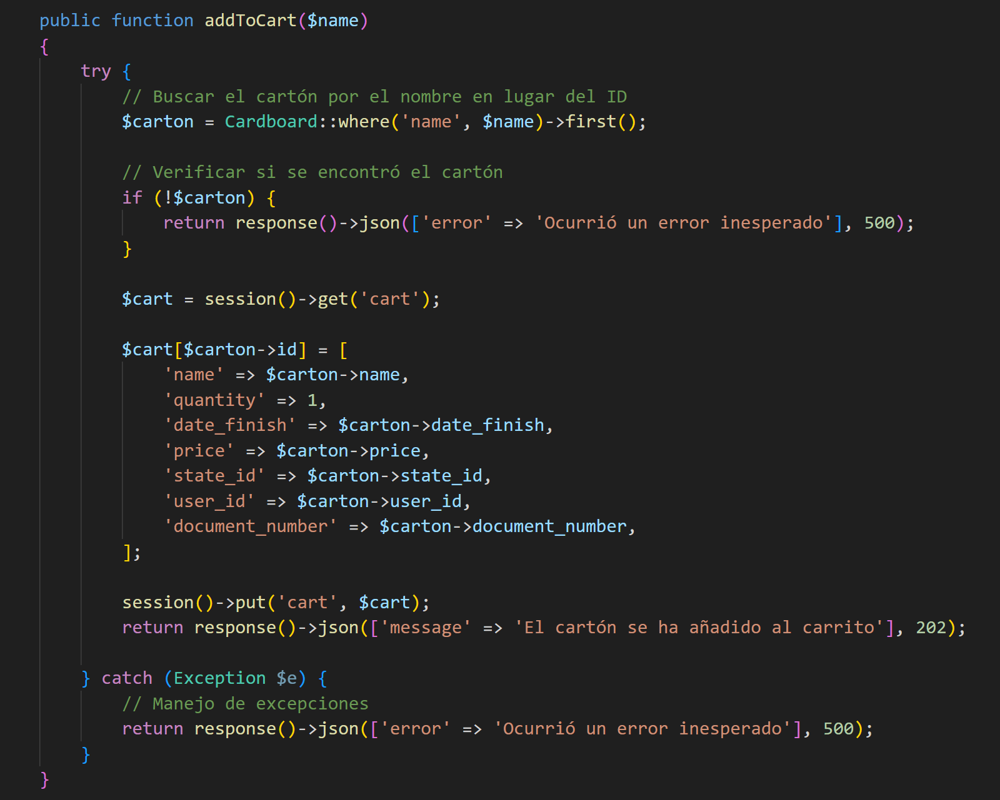 public function addToCart($name)
{
    try {
        // Buscar el cartón por el nombre en lugar del ID
        $carton = Cardboard::where('name', $name)->first();

        // Verificar si se encontró el cartón
        if (!$carton) {
            return response()->json(['error' => 'Ocurrió un error inesperado'], 500);
        }

        $cart = session()->get('cart');

        $cart[$carton->id] = [
            'name' => $carton->name,
            'quantity' => 1,
            'date_finish' => $carton->date_finish,
            'price' => $carton->price,
            'state_id' => $carton->state_id,
            'user_id' => $carton->user_id,
            'document_number' => $carton->document_number,
        ];

        session()->put('cart', $cart);
        return response()->json(['message' => 'El cartón se ha añadido al carrito'], 202);

    } catch (Exception $e) {
        // Manejo de excepciones
        return response()->json(['error' => 'Ocurrió un error inesperado'], 500);
    }
}